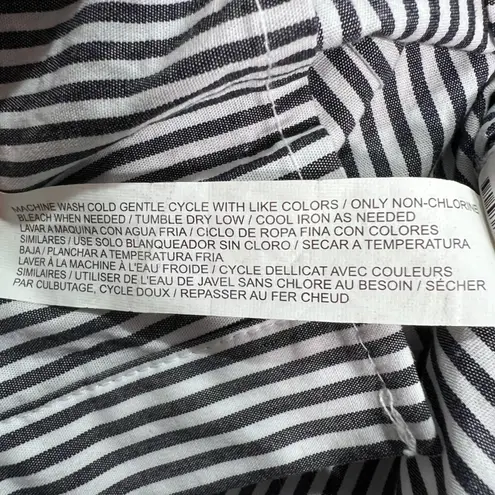 MACHINE WASH COLD GENTLE CYCLE WITH LIKE COLORS / ONLY NON-CHLORINE
BLEACH WHEN NEEDED / TUMBLE DRY LOW / COOL IRON AS NEEDED
LAVAR A MAQUINA CON AGUA FRIA / CICLO DE ROPA FINA CON COLORES
SIMILARES / USE SOLO BLANQUEADOR SIN CLORO / SECAR A TEMPERATURA
BAJA / PLANCHAR A TEMPERATURA FRIA
LAVER À LA MACHINE À L'EAU FROIDE / CYCLE DELLICAT AVEC COULEURS
SIMILAIRES / UTILISER DE L'EAU DE JAVEL SANS CHLORE AU BESOIN / SÉCHER
PAR CULBUTAGE, CYCLE DOUX / REPASSER AU FER CHEUD